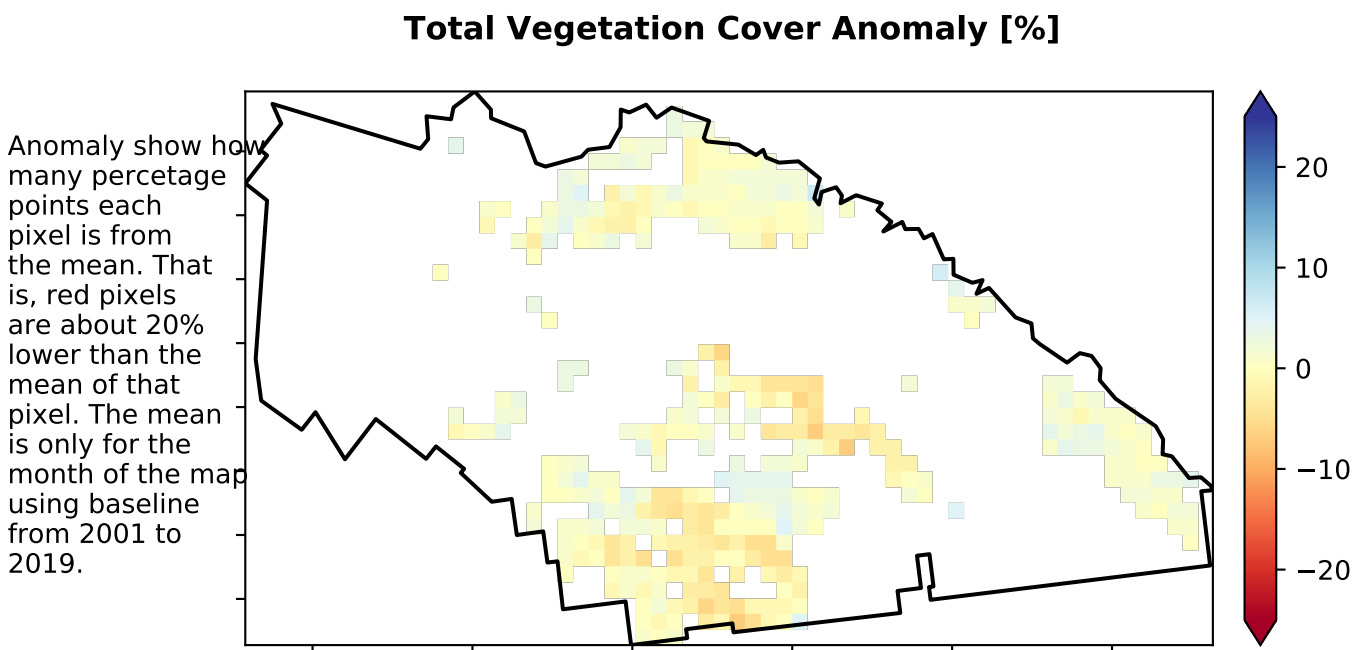 Total Vegetation Cover Anomaly [%]
Anomaly show how
many percetage
points each
pixel is from
the mean. That
is, red pixels
are about 20%
lower than the
mean of that
pixel. The mean
is only for the
month of the map
using baseline
from 2001 to
2019.
20
10
0
−10
−20